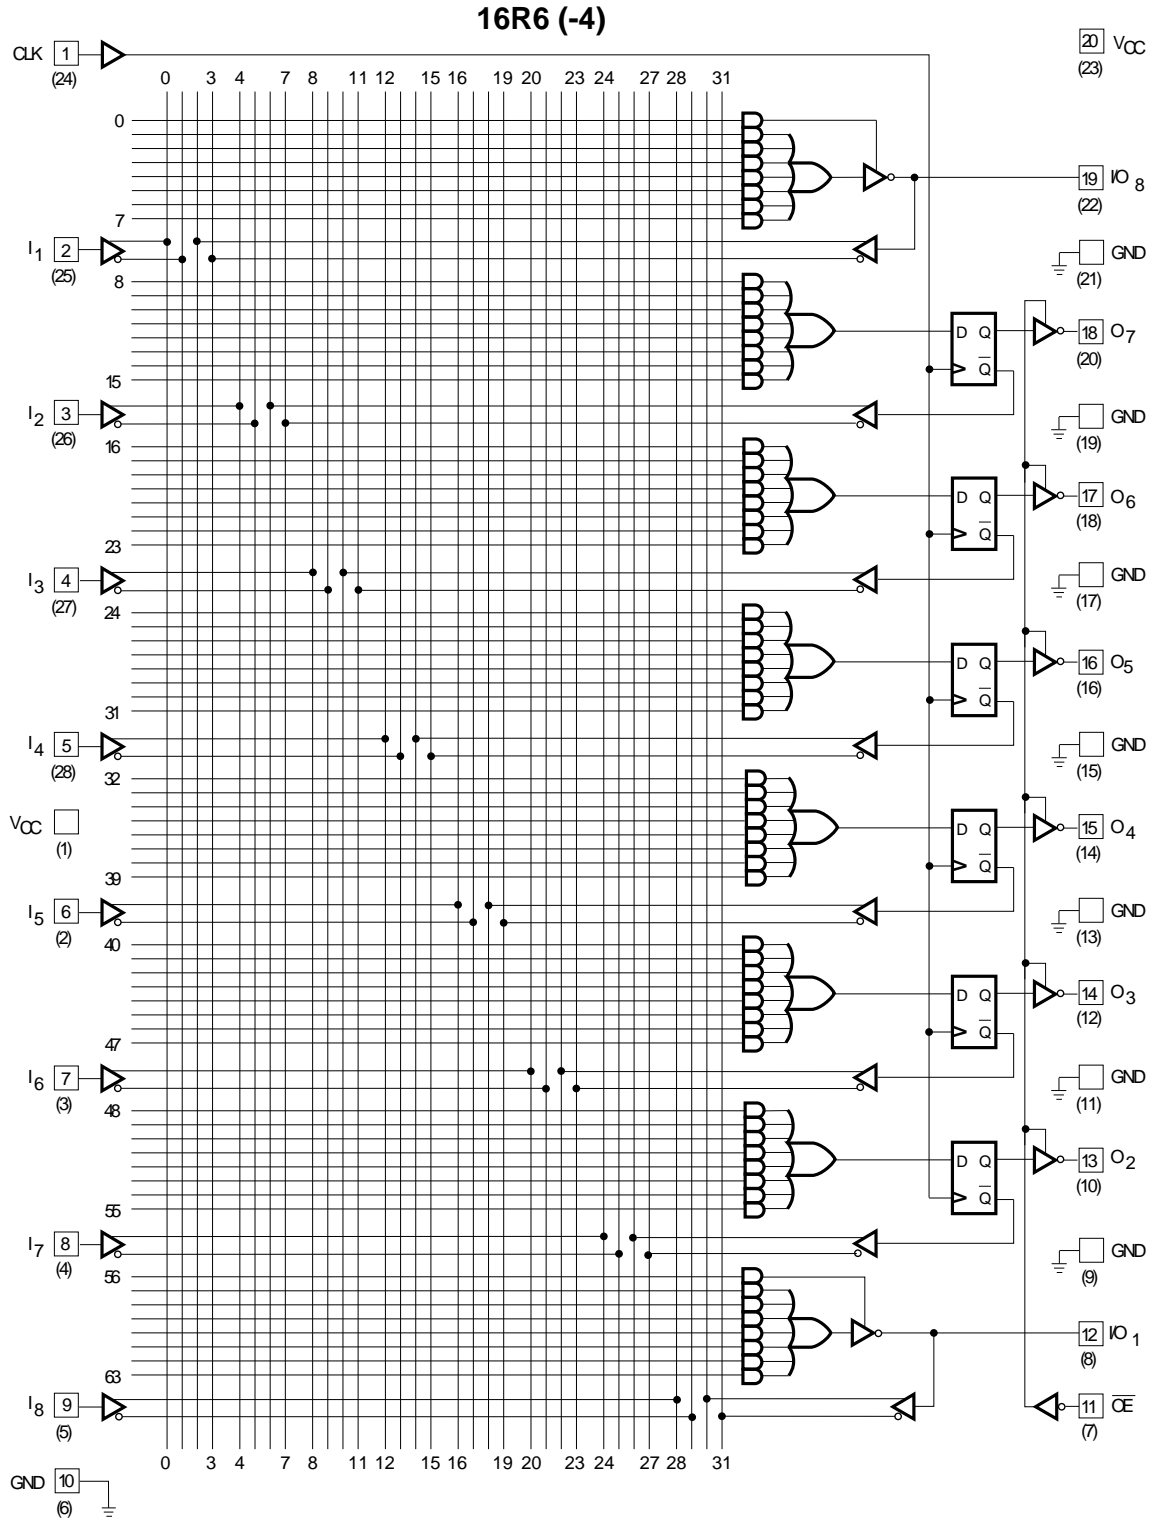 16R6 (-4)
CLK 1 20 VCC
(24) (23)
0 3 4 7 8 11 12 15 16 19 20 23 24 27 28 31
0
19 I/O 8
(22)
7
I1 2 GND
(25) (21)
8
D Q 18 O7
Q̅ (20)
15
I2 3 GND
(26) (19)
16
D Q 17 O6
Q̅ (18)
23
I3 4 GND
(27) (17)
24
D Q 16 O5
Q̅ (16)
31
I4 5 GND
(28) (15)
32
VCC D Q 15 O4
(1) Q̅ (14)
39
I5 6 GND
(2) (13)
40
D Q 14 O3
Q̅ (12)
47
I6 7 GND
(3) (11)
48
D Q 13 O2
Q̅ (10)
55
I7 8 GND
(4) (9)
56
12 I/O 1
(8)
63
I8 9 11 O̅E̅
(5) (7)
0 3 4 7 8 11 12 15 16 19 20 23 24 27 28 31
GND 10
(6)